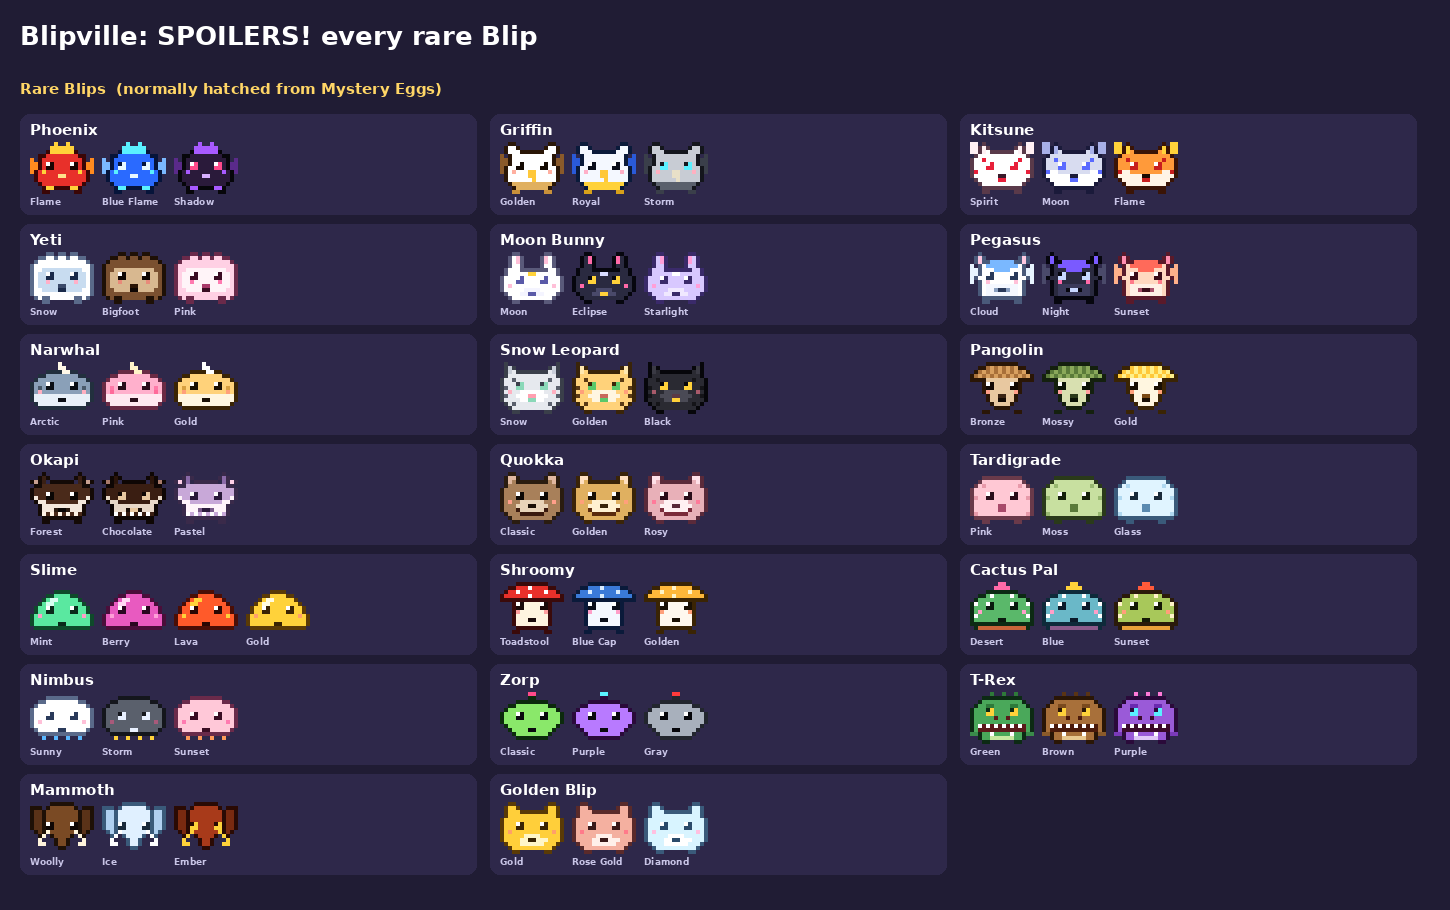 Blipville: SPOILERS! every rare Blip
Rare Blips  (normally hatched from Mystery Eggs)
Phoenix
Flame
Blue Flame
Shadow
Griffin
Golden
Royal
Storm
Kitsune
Spirit
Moon
Flame
Yeti
Snow
Bigfoot
Pink
Moon Bunny
Moon
Eclipse
Starlight
Pegasus
Cloud
Night
Sunset
Narwhal
Arctic
Pink
Gold
Snow Leopard
Snow
Golden
Black
Pangolin
Bronze
Mossy
Gold
Okapi
Forest
Chocolate
Pastel
Quokka
Classic
Golden
Rosy
Tardigrade
Pink
Moss
Glass
Slime
Mint
Berry
Lava
Gold
Shroomy
Toadstool
Blue Cap
Golden
Cactus Pal
Desert
Blue
Sunset
Nimbus
Sunny
Storm
Sunset
Zorp
Classic
Purple
Gray
T-Rex
Green
Brown
Purple
Mammoth
Woolly
Ice
Ember
Golden Blip
Gold
Rose Gold
Diamond